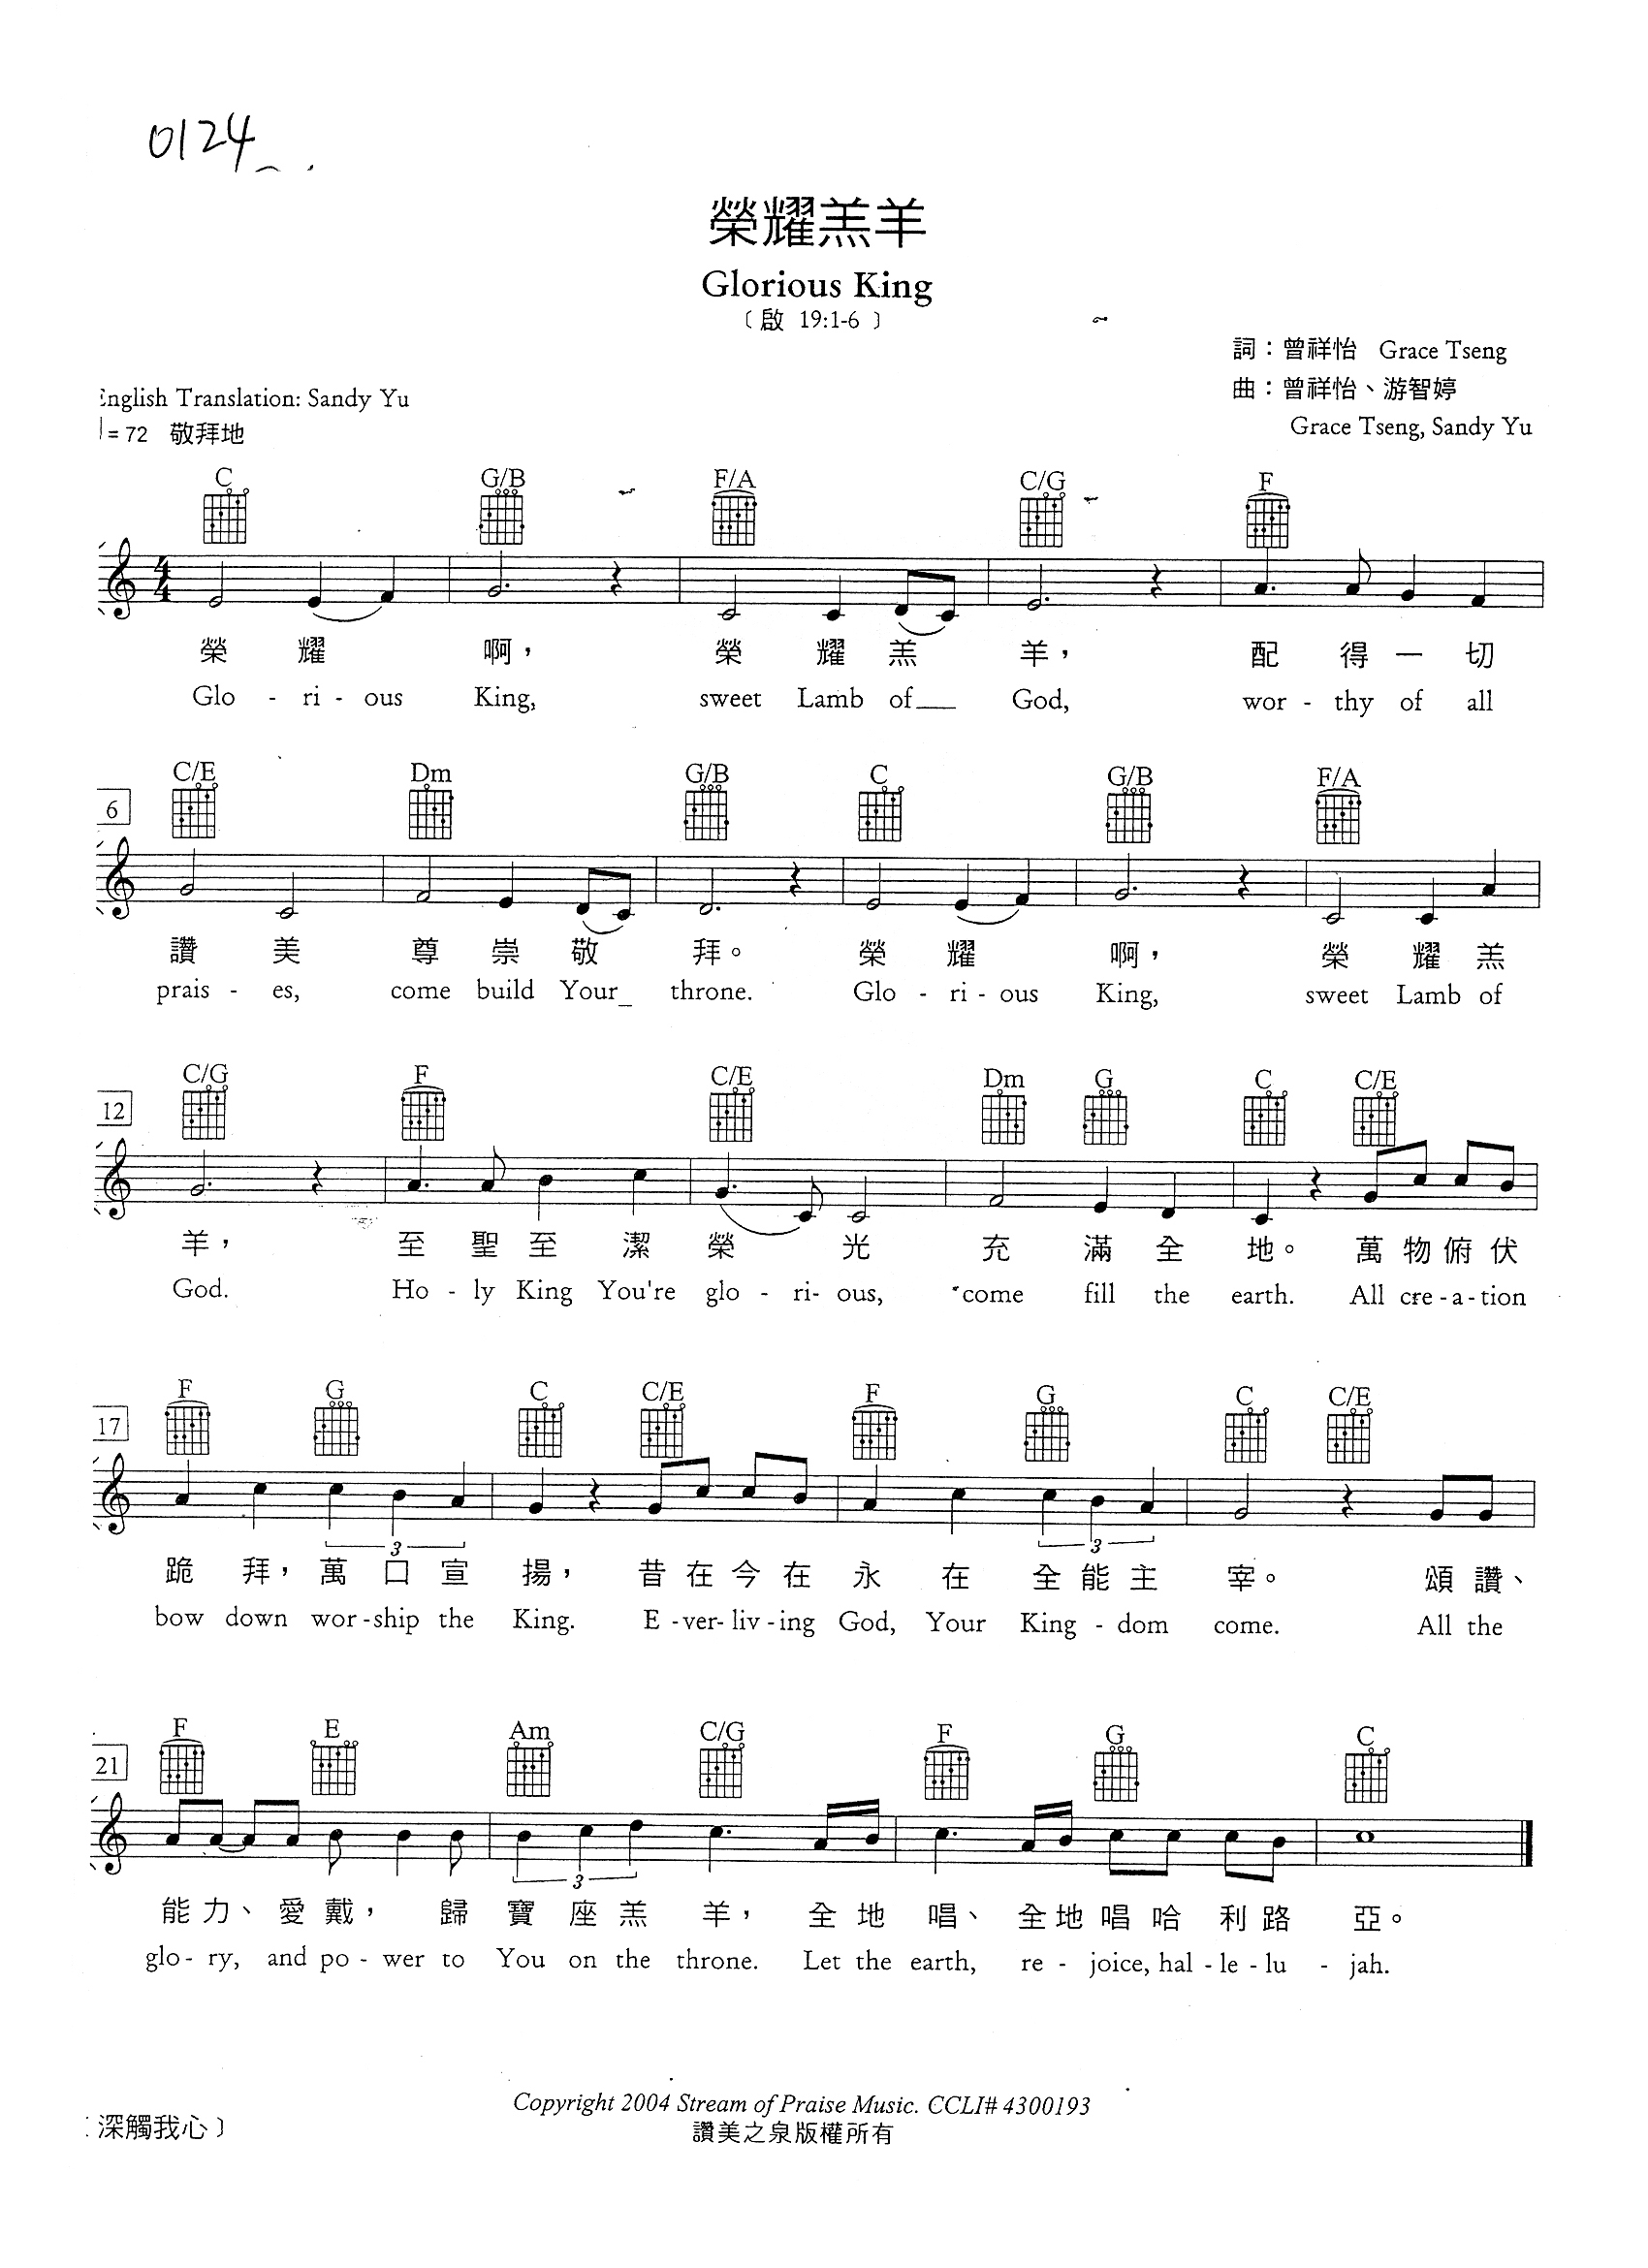 0124
榮耀羔羊
Glorious King
〔 啟 19:1-6 〕
詞：曾祥怡 Grace Tseng
English Translation: Sandy Yu
曲：曾祥怡、游智婷
= 72 敬拜地
Grace Tseng, Sandy Yu
C G/B F/A C/G F
4/4
榮 耀 啊， 榮 耀 羔 羊， 配 得 一 切
Glo - ri - ous King, sweet Lamb of__ God, wor - thy of all
C/E Dm G/B C G/B F/A
6
讚 美 尊 崇 敬 拜。 榮 耀 啊， 榮 耀 羔
prais - es, come build Your_ throne. Glo - ri - ous King, sweet Lamb of
C/G F C/E Dm G C C/E
12
羊， 至 聖 至 潔 榮 光 充 滿 全 地。 萬 物 俯 伏
God. Ho - ly King You're glo - ri- ous, come fill the earth. All cre - a - tion
F G C C/E F G C C/E
17
3 3
跪 拜， 萬 口 宣 揚， 昔 在 今 在 永 在 全 能 主 宰。 頌 讚、
bow down wor -ship the King. E -ver- liv -ing God, Your King - dom come. All the
F E Am C/G F G C
21
3
能 力、 愛 戴， 歸 寶 座 羔 羊， 全 地 唱、 全 地 唱 哈 利 路 亞。
glo - ry, and po - wer to You on the throne. Let the earth, re - joice, hal - le - lu - jah.
Copyright 2004 Stream of Praise Music. CCLI# 4300193
深觸我心〕
讚美之泉版權所有